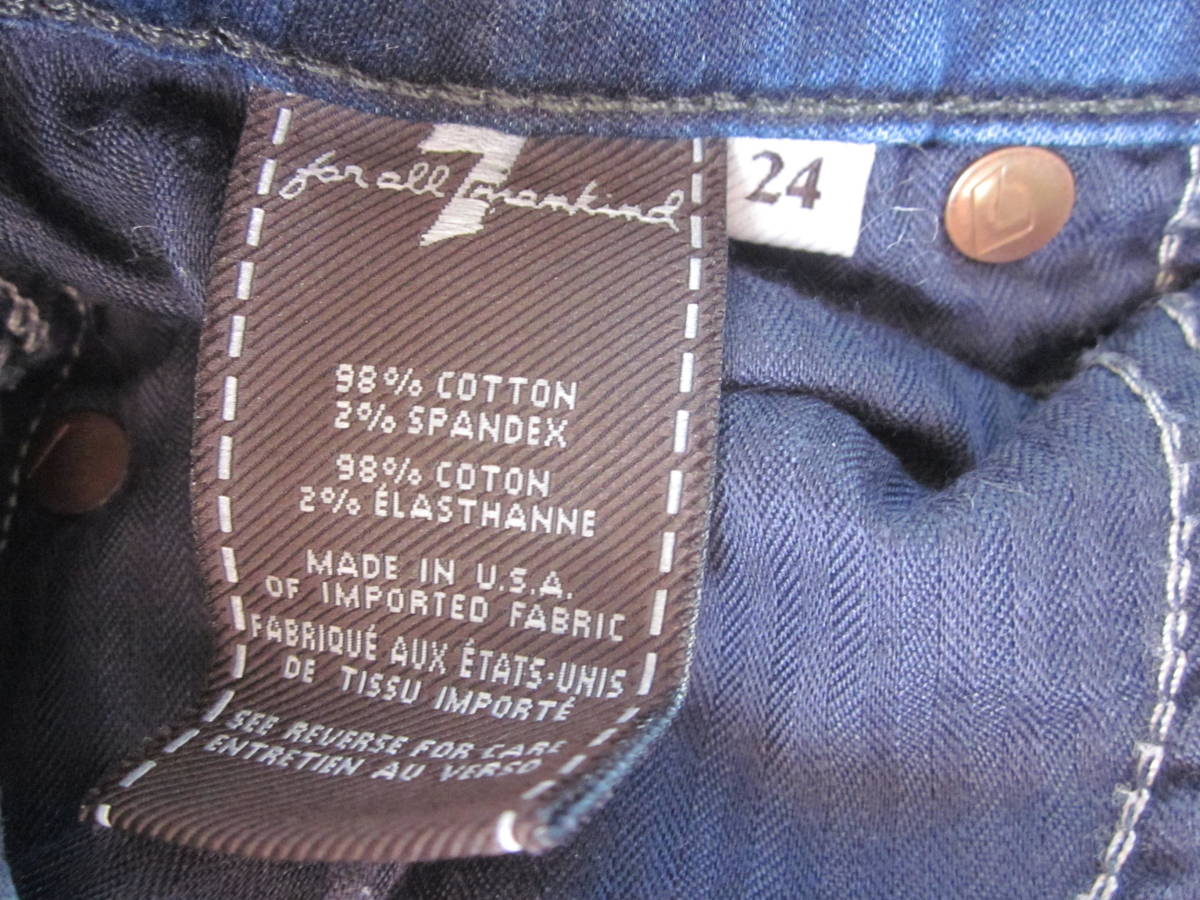 for all 7 mankind
24
98% COTTON
2% SPANDEX
98% COTON
2% ÉLASTHANNE
MADE IN U.S.A.
OF IMPORTED FABRIC
FABRIQUÉ AUX ÉTATS-UNIS
DE TISSU IMPORTÉ
SEE REVERSE FOR CARE
ENTRETIEN AU VERSO